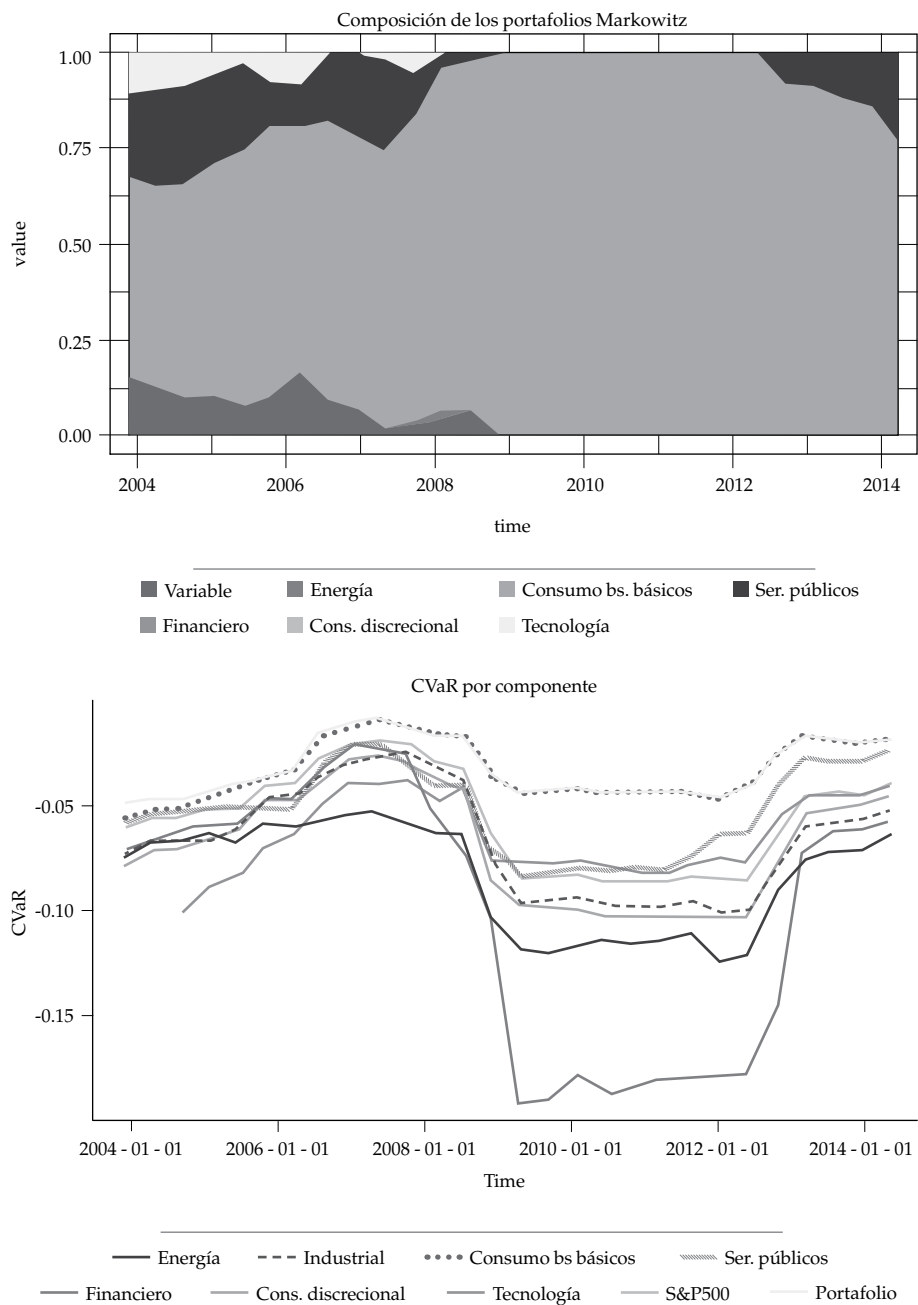 Composición de los portafolios Markowitz
value
1.00
0.75
0.50
0.25
0.00
2004 2006 2008 2010 2012 2014
time
Variable Energía Consumo bs. básicos Ser. públicos
Financiero Cons. discrecional Tecnología
CVaR por componente
CVaR
-0.05
-0.10
-0.15
2004 - 01 - 01 2006 - 01 - 01 2008 - 01 - 01 2010 - 01 - 01 2012 - 01 - 01 2014 - 01 - 01
Time
Energía Industrial Consumo bs básicos Ser. públicos
Financiero Cons. discrecional Tecnología S&P500 Portafolio